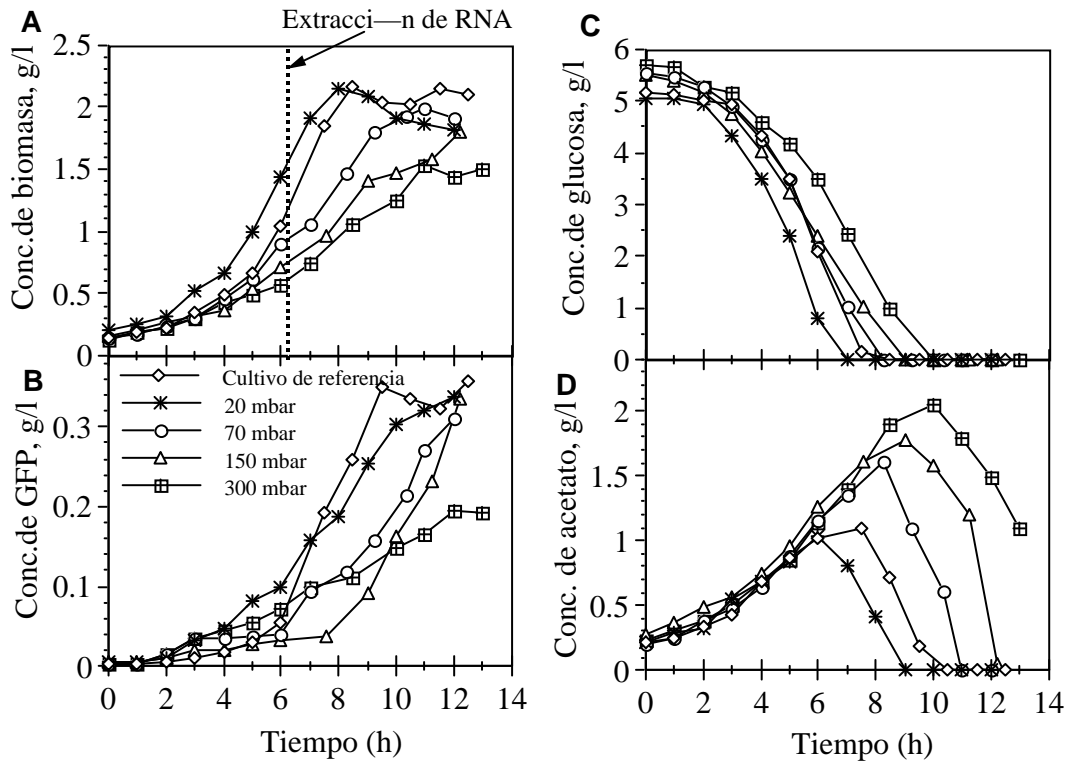 A
Extracci—n de RNA
2.5
2
1.5
1
0.5
0
Conc.de biomasa, g/l
B
0.3
0.2
0.1
0
Conc.de GFP, g/l
Cultivo de referencia
20 mbar
70 mbar
150 mbar
300 mbar
0 2 4 6 8 10 12 14
Tiempo (h)
C
6
5
4
3
2
1
0
Conc.de glucosa, g/l
D
2
1.5
1
0.5
0
Conc. de acetato, g/l
0 2 4 6 8 10 12 14
Tiempo (h)